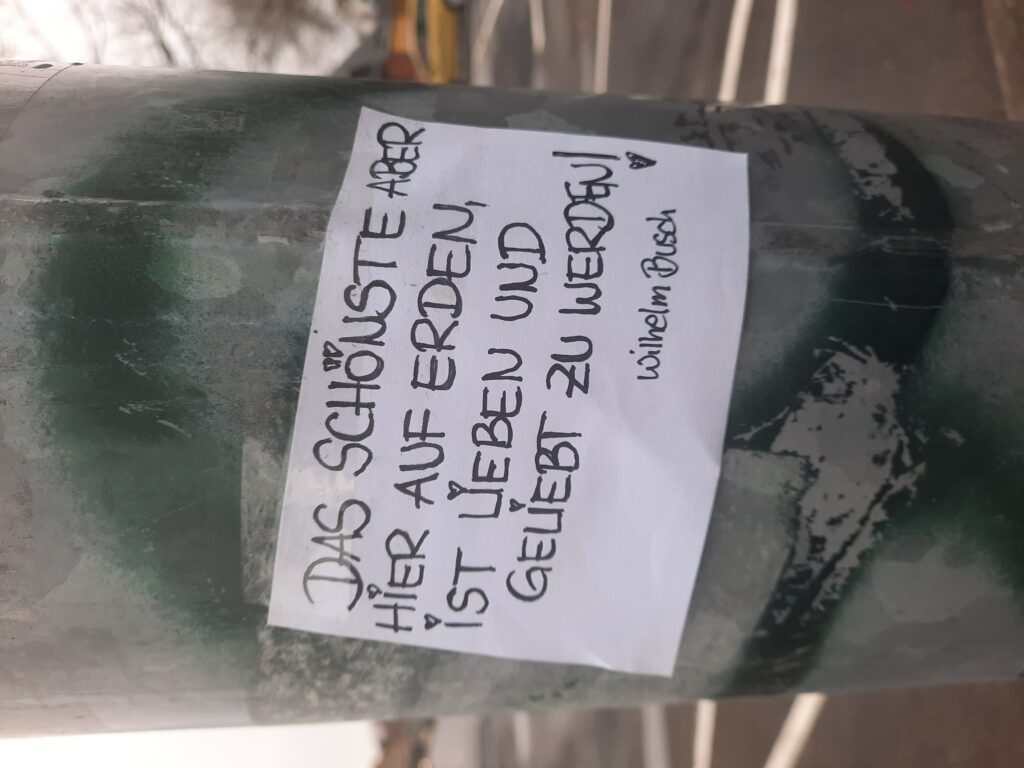 DAS SCHÖNSTE ABER
HIER AUF ERDEN,
IST LIEBEN UND
GELIEBT ZU WERDEN!
Wilhelm Busch